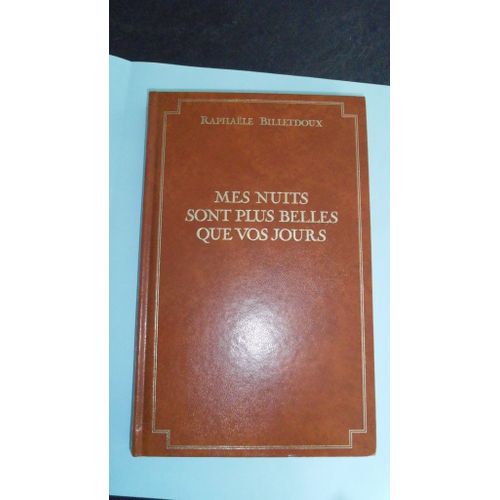 RAPHAËLE BILLETDOUX
MES NUITS
SONT PLUS BELLES
QUE VOS JOURS